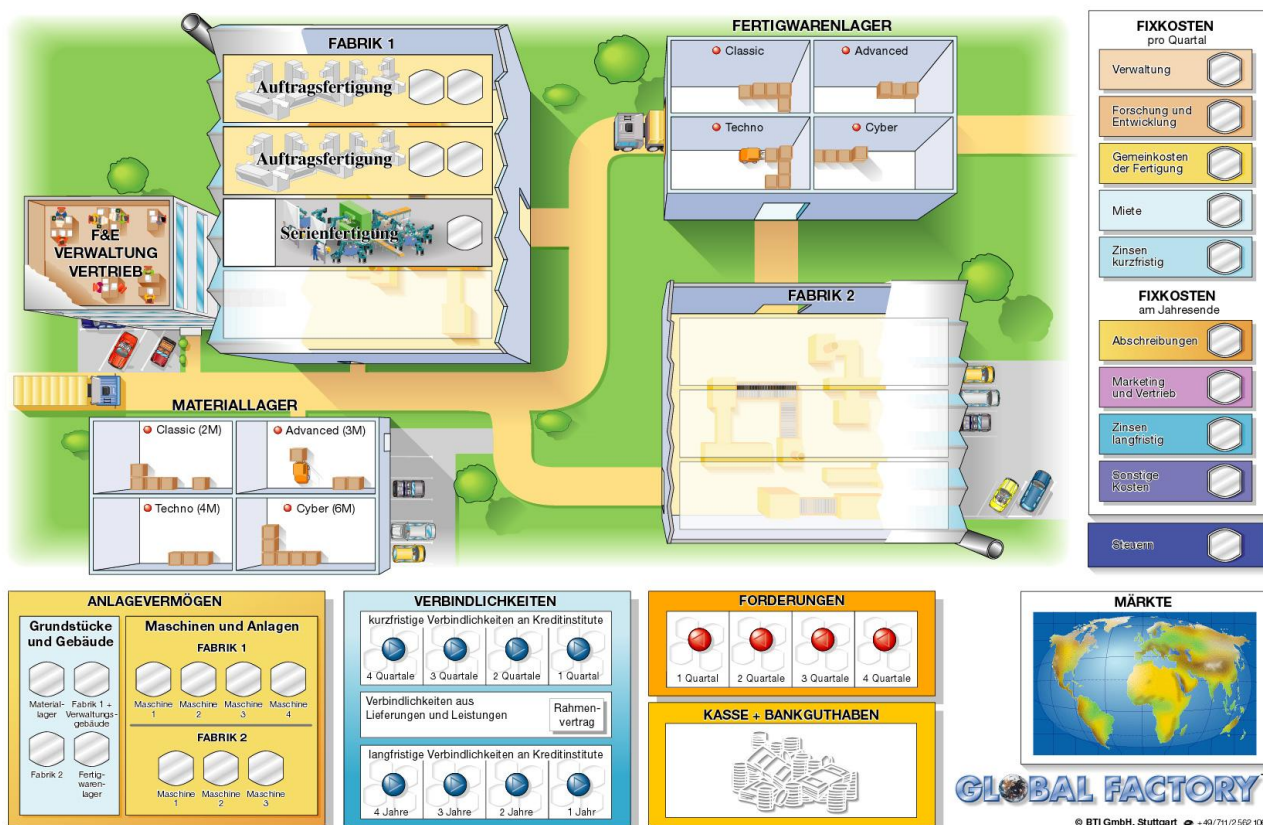 FABRIK 1
Auftragsfertigung
Auftragsfertigung
Serienfertigung
F&E
VERWALTUNG
VERTRIEB
FERTIGWARENLAGER
Classic
Advanced
Techno
Cyber
FABRIK 2
MATERIALLAGER
Classic (2M)
Advanced (3M)
Techno (4M)
Cyber (6M)
FIXKOSTEN
pro Quartal
Verwaltung
Forschung und
Entwicklung
Gemeinkosten
der Fertigung
Miete
Zinsen
kurzfristig
FIXKOSTEN
am Jahresende
Abschreibungen
Marketing
und Vertrieb
Zinsen
langfristig
Sonstige
Kosten
Steuern
ANLAGEVERMÖGEN
Grundstücke
und Gebäude
Material-
lager
Fabrik 1 +
Verwaltungs-
gebäude
Fabrik 2
Fertig-
waren-
lager
Maschinen und Anlagen
FABRIK 1
Maschine
1
Maschine
2
Maschine
3
Maschine
4
FABRIK 2
Maschine
1
Maschine
2
Maschine
3
VERBINDLICHKEITEN
kurzfristige Verbindlichkeiten an Kreditinstitute
4 Quartale
3 Quartale
2 Quartale
1 Quartal
Verbindlichkeiten aus
Lieferungen und Leistungen
Rahmen-
vertrag
langfristige Verbindlichkeiten an Kreditinstitute
4 Jahre
3 Jahre
2 Jahre
1 Jahr
FORDERUNGEN
1 Quartal
2 Quartale
3 Quartale
4 Quartale
KASSE + BANKGUTHABEN
MÄRKTE
GLOBAL FACTORY
© BTI GmbH, Stuttgart